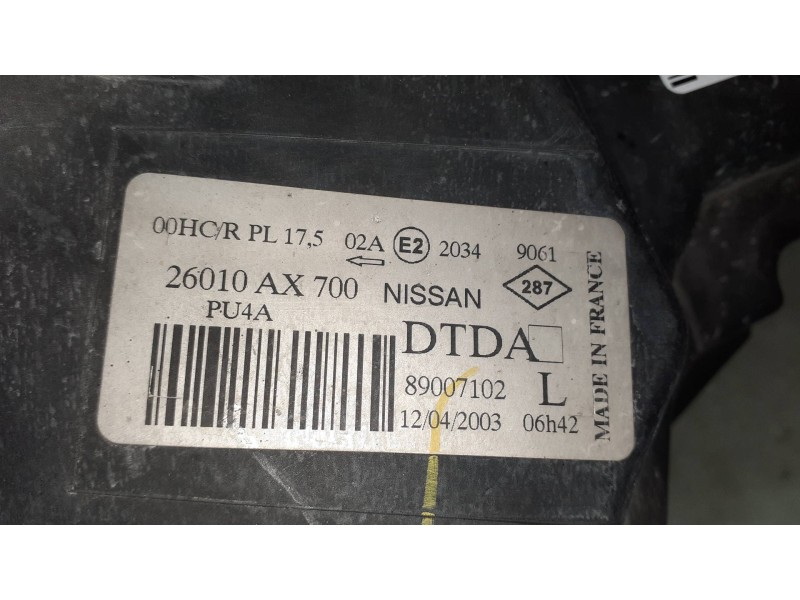 00HC/R PL 17,5 02A E2 2034 9061
26010 AX 700 NISSAN 287
PU4A
DTDA
89007102 L
12/04/2003 06h42
MADE IN FRANCE